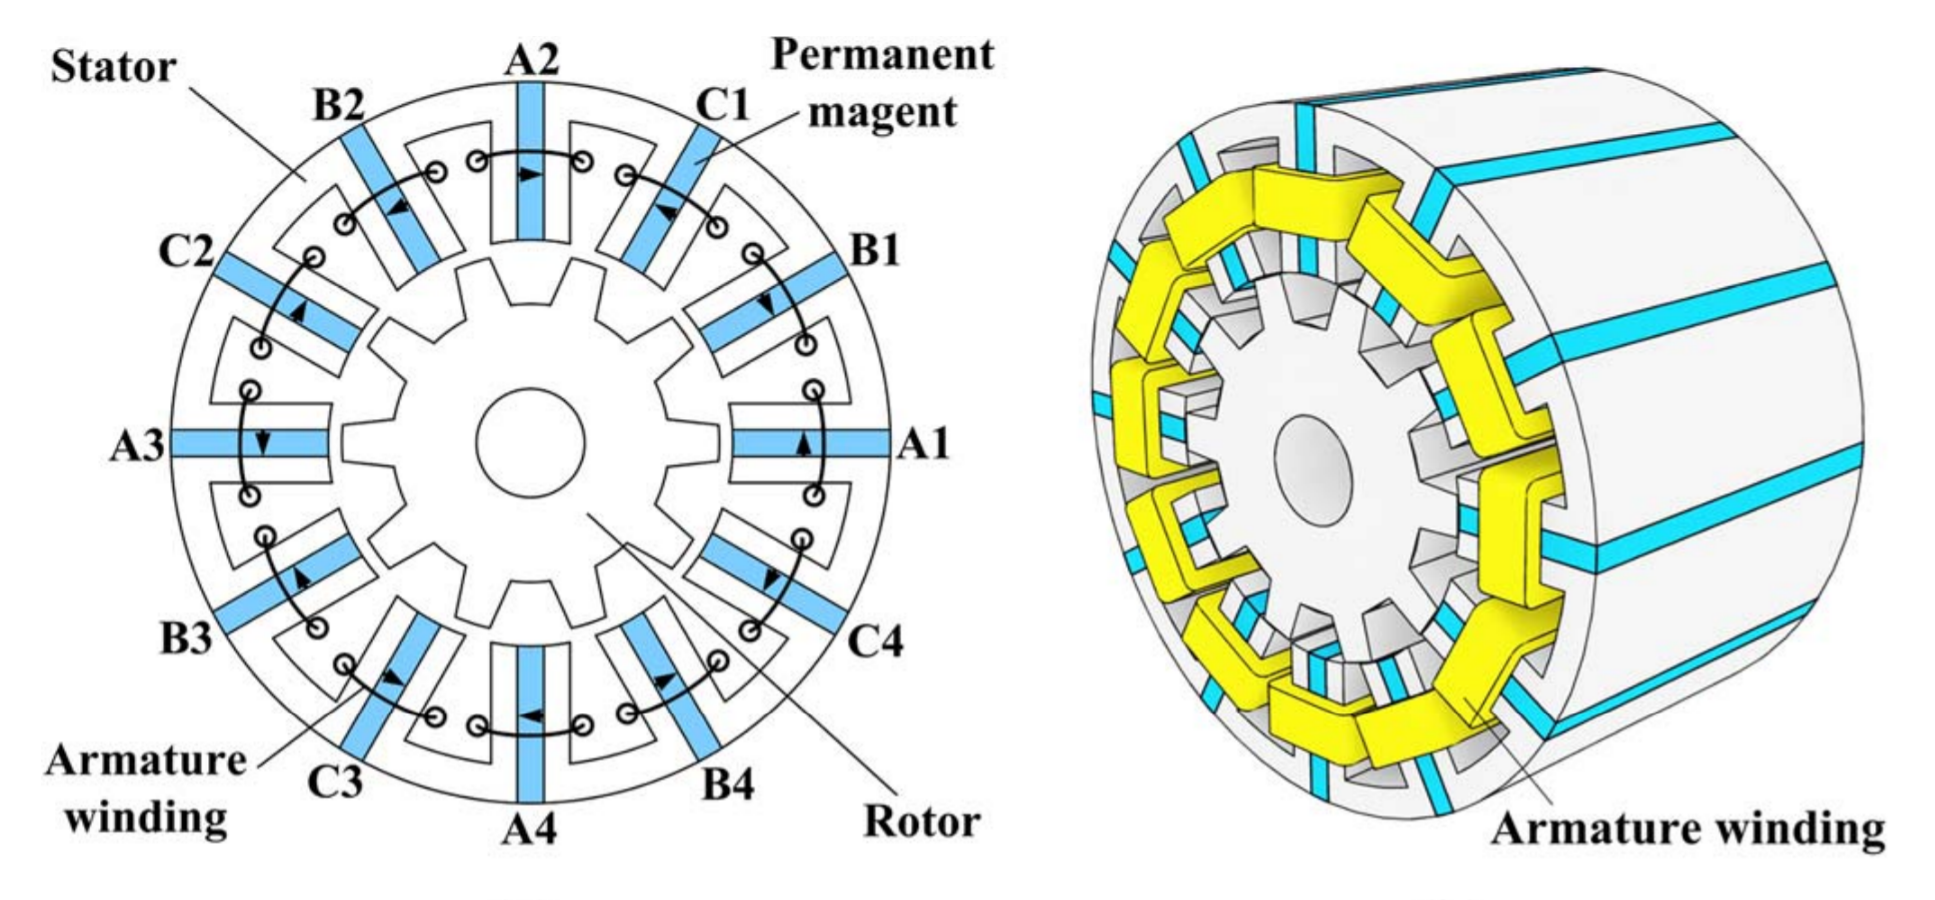 Stator
A2
Permanent
magent
B2
C1
C2
B1
A3
A1
B3
C4
Armature
winding
C3
B4
A4
Rotor
Armature winding